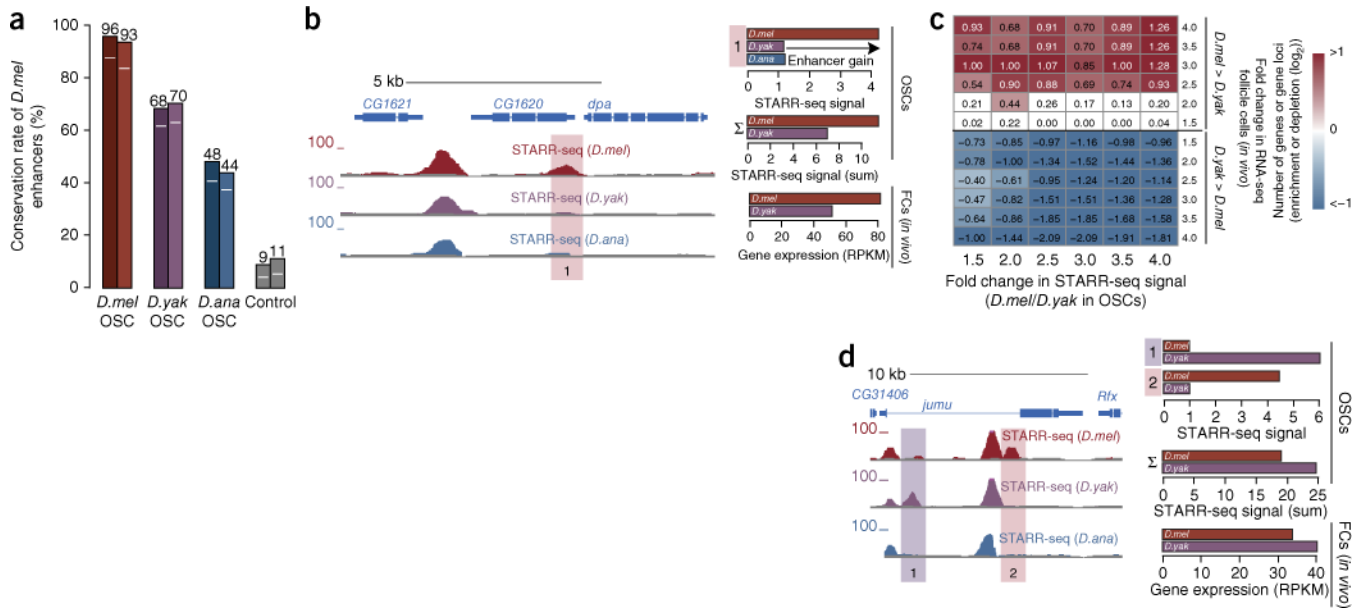 a
Conservation rate of D.mel
enhancers (%)
100
80
60
40
20
0
96
93
68
70
48
44
9
11
D.mel
OSC
D.yak
OSC
D.ana
OSC
Control
b
5 kb
CG1621
CG1620
dpa
100
STARR-seq (D.mel)
100
STARR-seq (D.yak)
100
STARR-seq (D.ana)
1
1
D.mel
D.yak
D.ana
Enhancer gain
0 1 2 3 4
STARR-seq signal
Σ
D.mel
D.yak
0 2 4 6 8 10
STARR-seq signal (sum)
OSCs
D.mel
D.yak
0 20 40 60 80
Gene expression (RPKM)
FCs (in vivo)
c
0.93 0.68 0.91 0.70 0.89 1.26 4.0
0.74 0.68 0.91 0.70 0.89 1.26 3.5
1.00 1.00 1.07 0.85 1.00 1.28 3.0
0.54 0.90 0.88 0.69 0.74 0.93 2.5
0.21 0.44 0.26 0.17 0.13 0.20 2.0
0.02 0.22 0.00 0.00 0.00 0.04 1.5
−0.73 −0.85 −0.97 −1.16 −0.98 −0.96 1.5
−0.78 −1.00 −1.34 −1.52 −1.44 −1.36 2.0
−0.40 −0.61 −0.95 −1.24 −1.20 −1.14 2.5
−0.47 −0.82 −1.51 −1.51 −1.36 −1.28 3.0
−0.64 −0.86 −1.85 −1.85 −1.68 −1.58 3.5
−1.00 −1.44 −2.09 −2.09 −1.91 −1.81 4.0
1.5 2.0 2.5 3.0 3.5 4.0
Fold change in STARR-seq signal
(D.mel/D.yak in OSCs)
D.mel > D.yak
D.yak > D.mel
Fold change in RNA-seq
follicle cells (in vivo)
Number of genes or gene loci
(enrichment or depletion (log2))
>1
0
<−1
d
10 kb
CG31406
jumu
Rfx
100
STARR-seq (D.mel)
100
STARR-seq (D.yak)
100
STARR-seq (D.ana)
1
2
1
D.mel
D.yak
2
D.mel
D.yak
0 1 2 3 4 5 6
STARR-seq signal
Σ
D.mel
D.yak
0 5 10 15 20 25
STARR-seq signal (sum)
OSCs
D.mel
D.yak
0 10 20 30 40
Gene expression (RPKM)
FCs (in vivo)